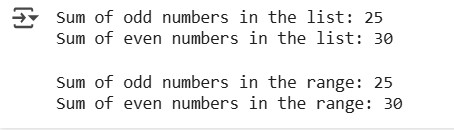 Sum of odd numbers in the list: 25
Sum of even numbers in the list: 30
Sum of odd numbers in the range: 25
Sum of even numbers in the range: 30